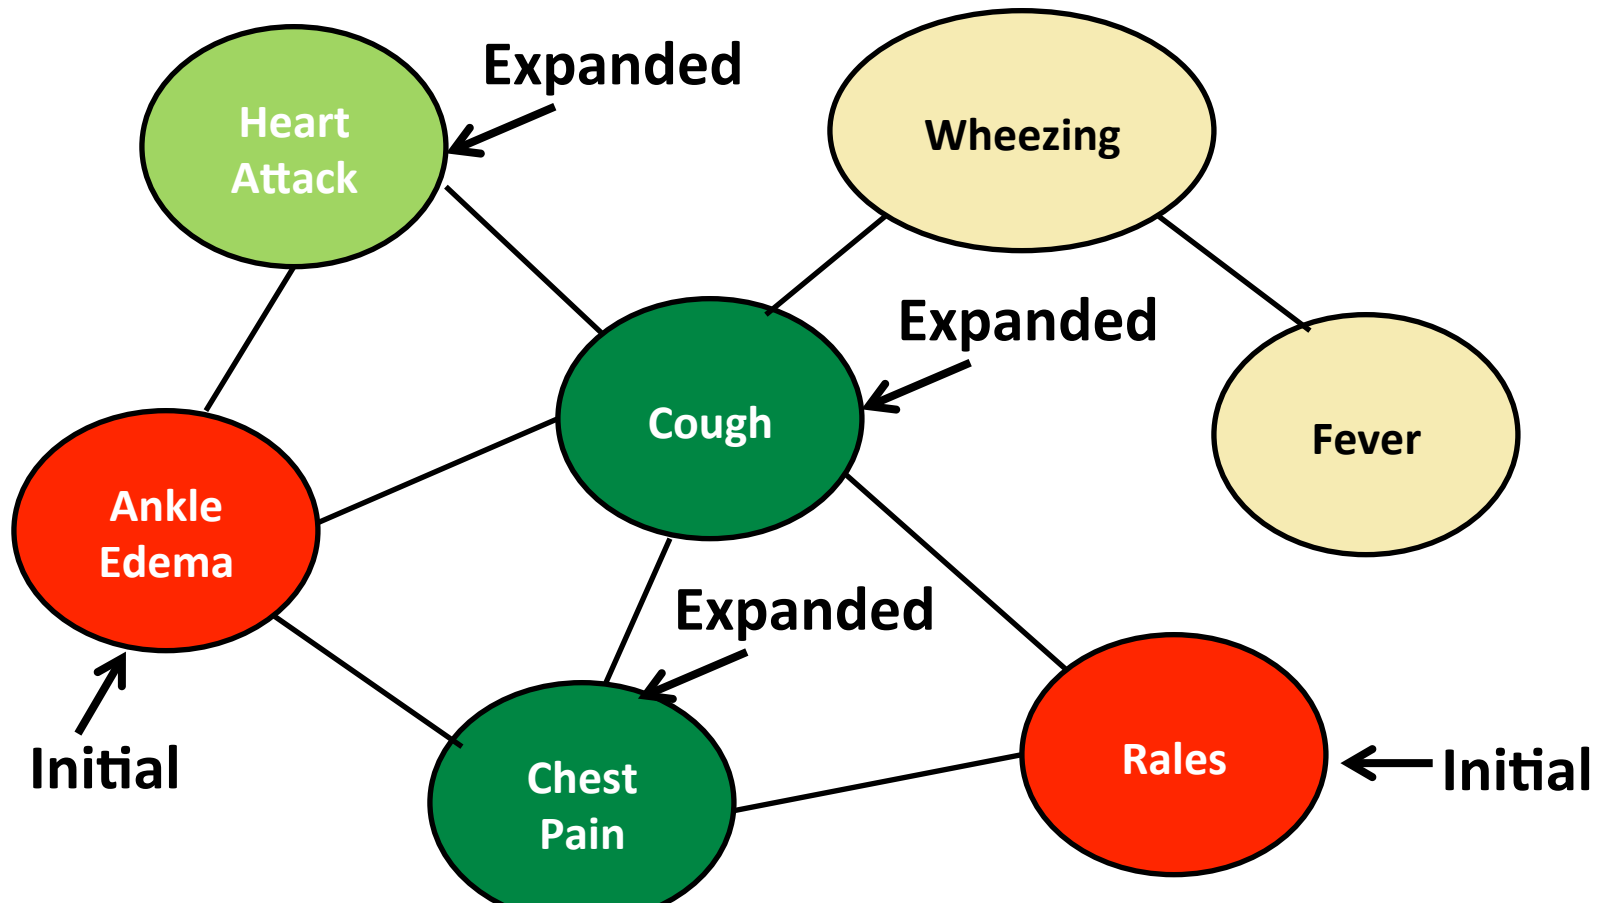 Expanded
Heart
Attack
Wheezing
Expanded
Cough
Fever
Ankle
Edema
Expanded
Initial
Chest
Pain
Rales
Initial